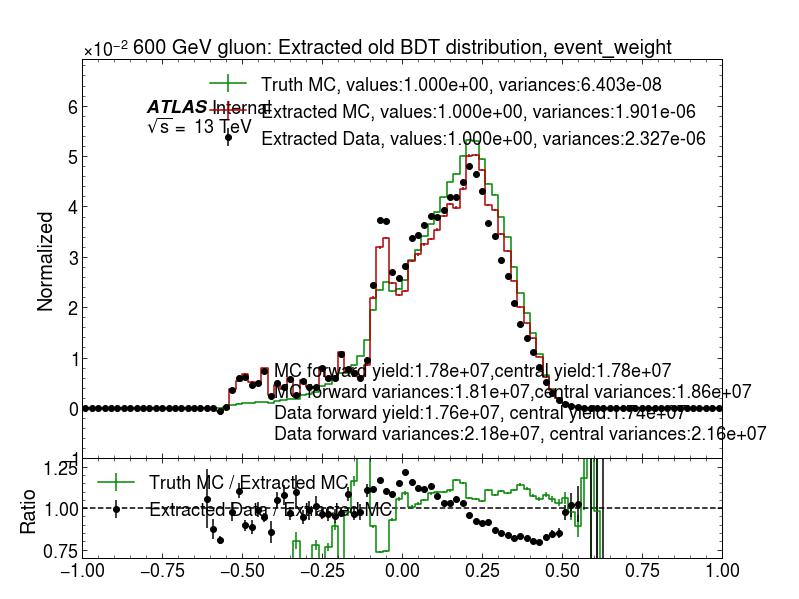 ×10⁻² 600 GeV gluon: Extracted old BDT distribution, event_weight
Truth MC, values:1.000e+00, variances:6.403e-08
ATLAS Internal
Extracted MC, values:1.000e+00, variances:1.901e-06
√s = 13 TeV
Extracted Data, values:1.000e+00, variances:2.327e-06
6
5
4
3
2
1
0
−1
Normalized
MC forward yield:1.78e+07,central yield:1.78e+07
MC forward variances:1.81e+07,central variances:1.86e+07
Data forward yield:1.76e+07, central yield:1.74e+07
Data forward variances:2.18e+07, central variances:2.16e+07
1.25
1.00
0.75
Ratio
Truth MC / Extracted MC
Extracted Data / Extracted MC
−1.00 −0.75 −0.50 −0.25 0.00 0.25 0.50 0.75 1.00